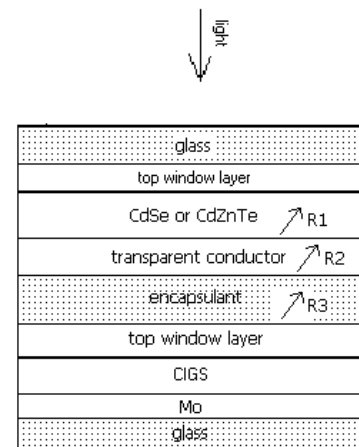 light
glass
top window layer
CdSe or CdZnTe
R1
transparent conductor
R2
encapsulant
R3
top window layer
CIGS
Mo
glass